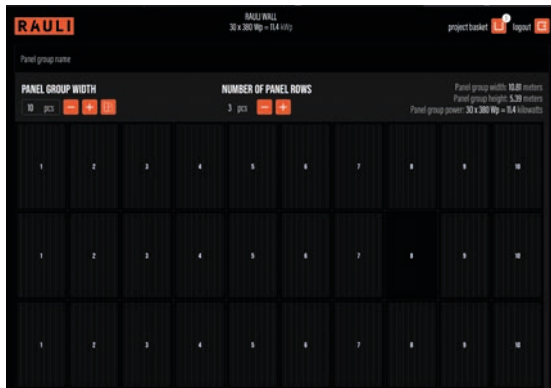 RAULI
RAULI WALL
30 x 380 Wp = 11.4 kWp
project basket
logout
Panel group name
PANEL GROUP WIDTH
10 pcs − +
NUMBER OF PANEL ROWS
3 pcs − +
Panel group width: 10.81 meters
Panel group height: 5.39 meters
Panel group power: 30 x 380 Wp = 11.4 kilowatts
1 2 3 4 5 6 7 8 9 10
1 2 3 4 5 6 7 8 9 10
1 2 3 4 5 6 7 8 9 10